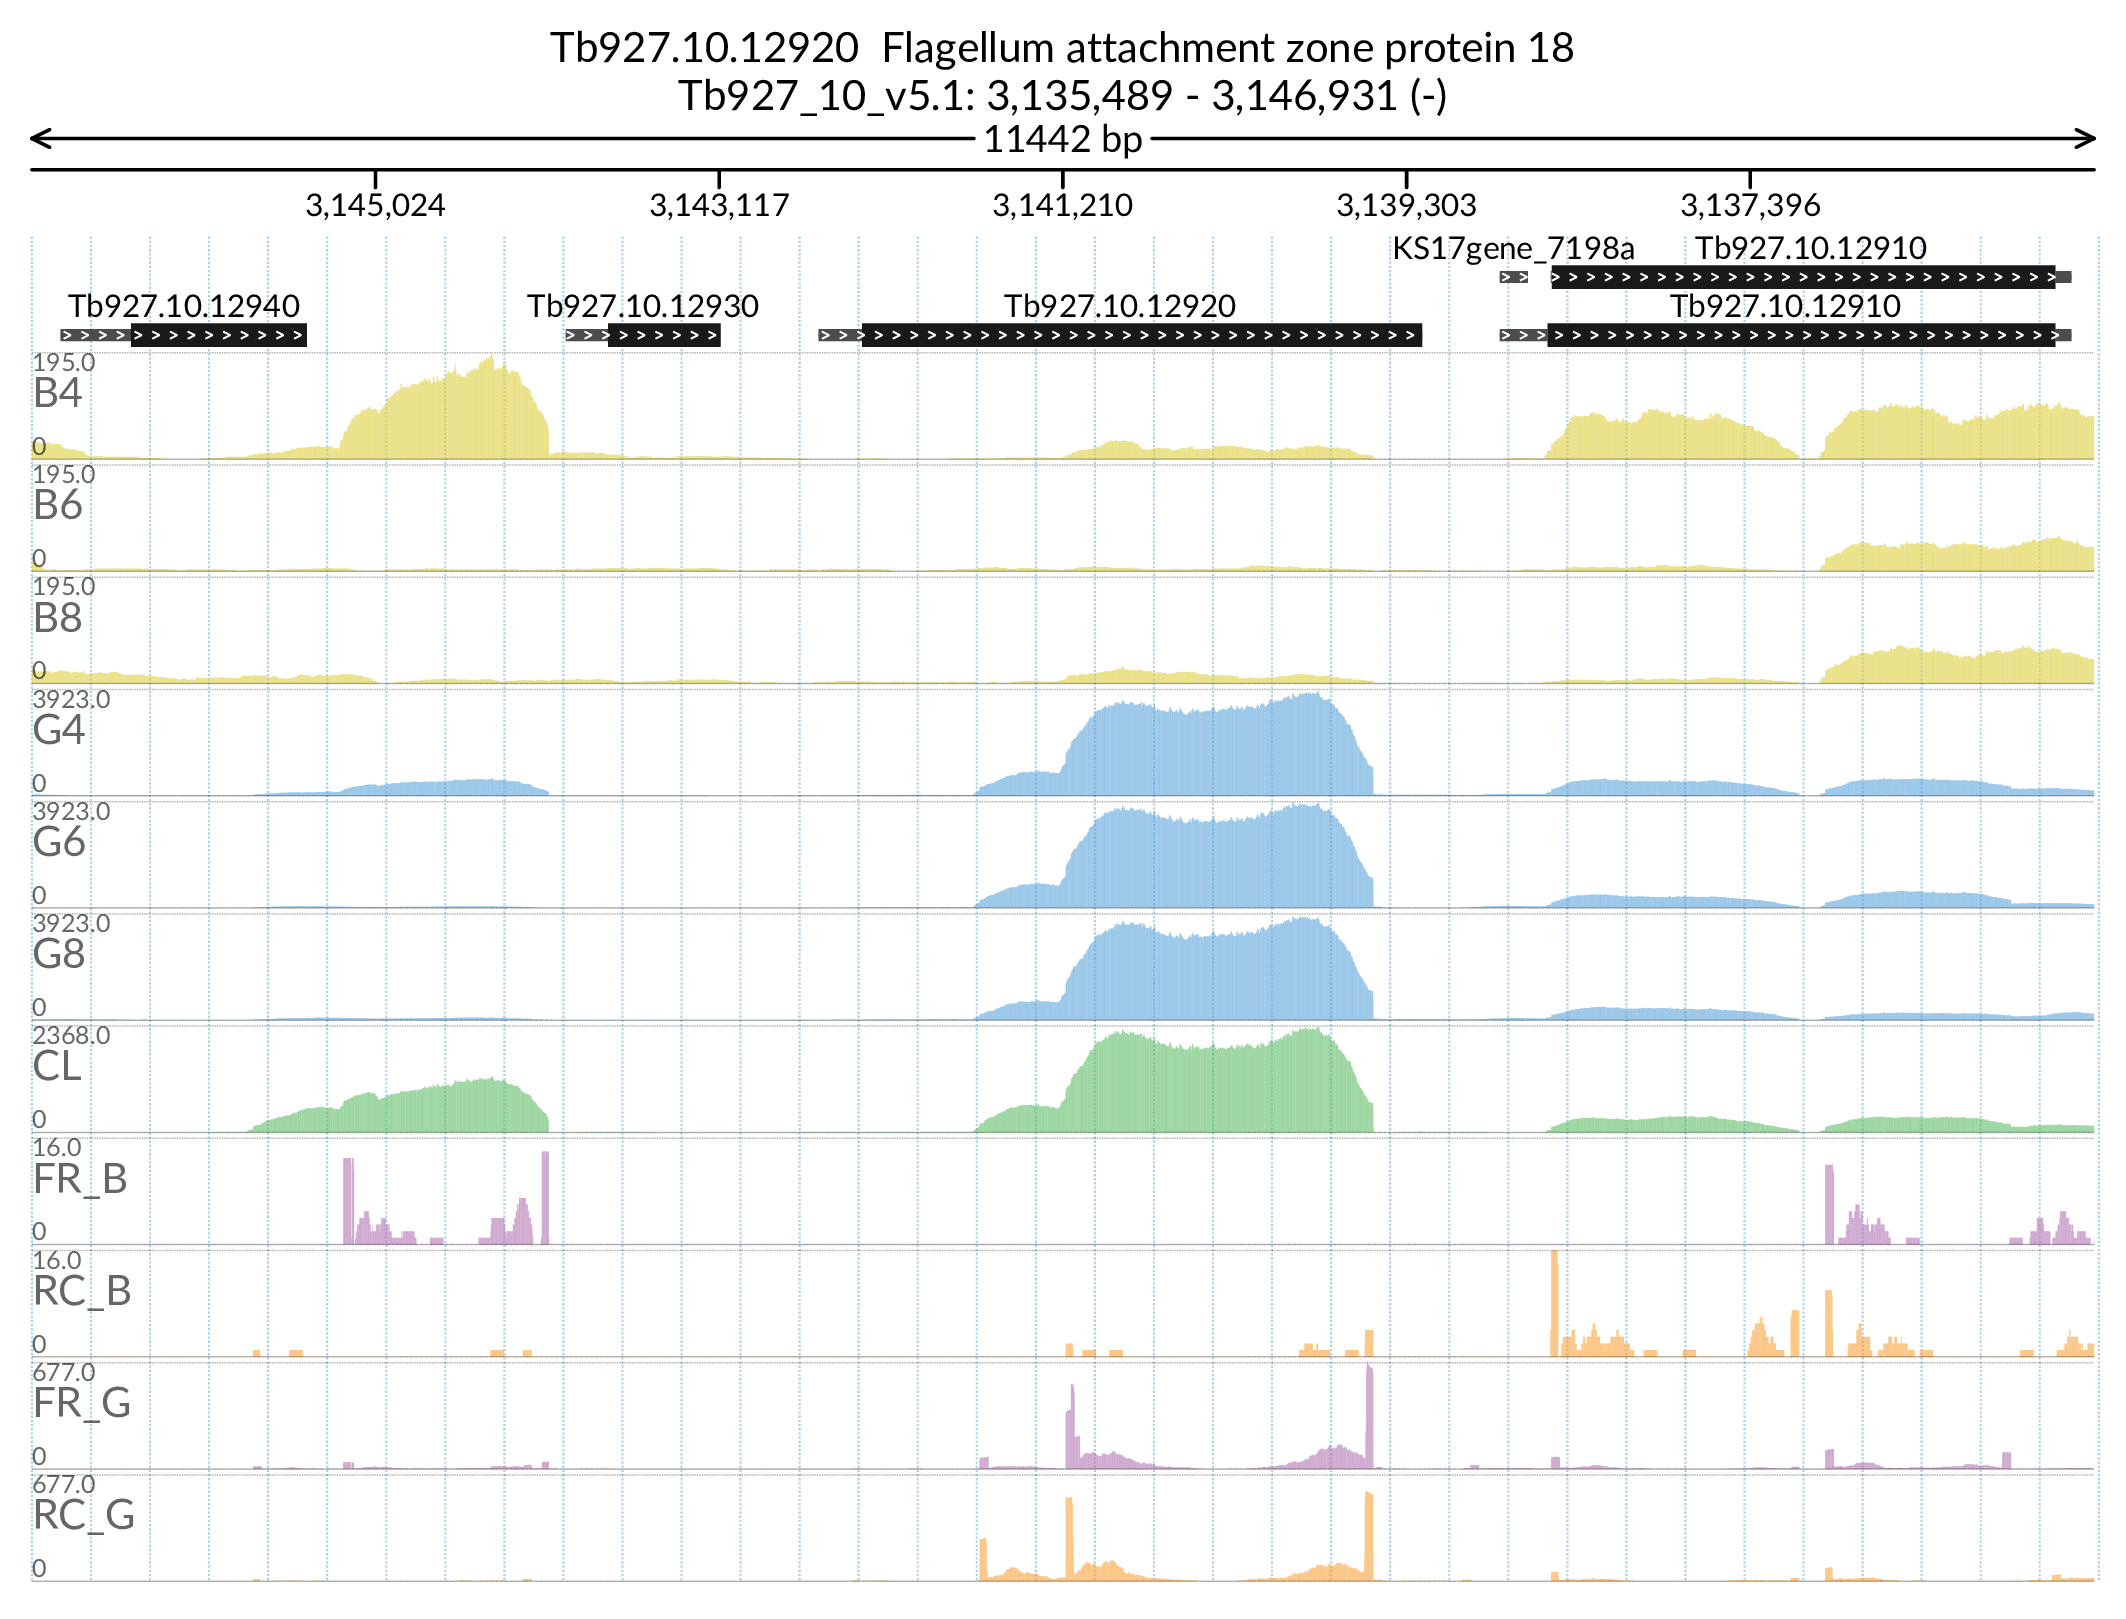 Tb927.10.12920  Flagellum attachment zone protein 18
Tb927_10_v5.1: 3,135,489 - 3,146,931 (-)
11442 bp
3,145,024 3,143,117 3,141,210 3,139,303 3,137,396
KS17gene_7198a Tb927.10.12910
Tb927.10.12940 Tb927.10.12930 Tb927.10.12920 Tb927.10.12910
195.0
B4
0
195.0
B6
0
195.0
B8
0
3923.0
G4
0
3923.0
G6
0
3923.0
G8
0
2368.0
CL
0
16.0
FR_B
0
16.0
RC_B
0
677.0
FR_G
0
677.0
RC_G
0